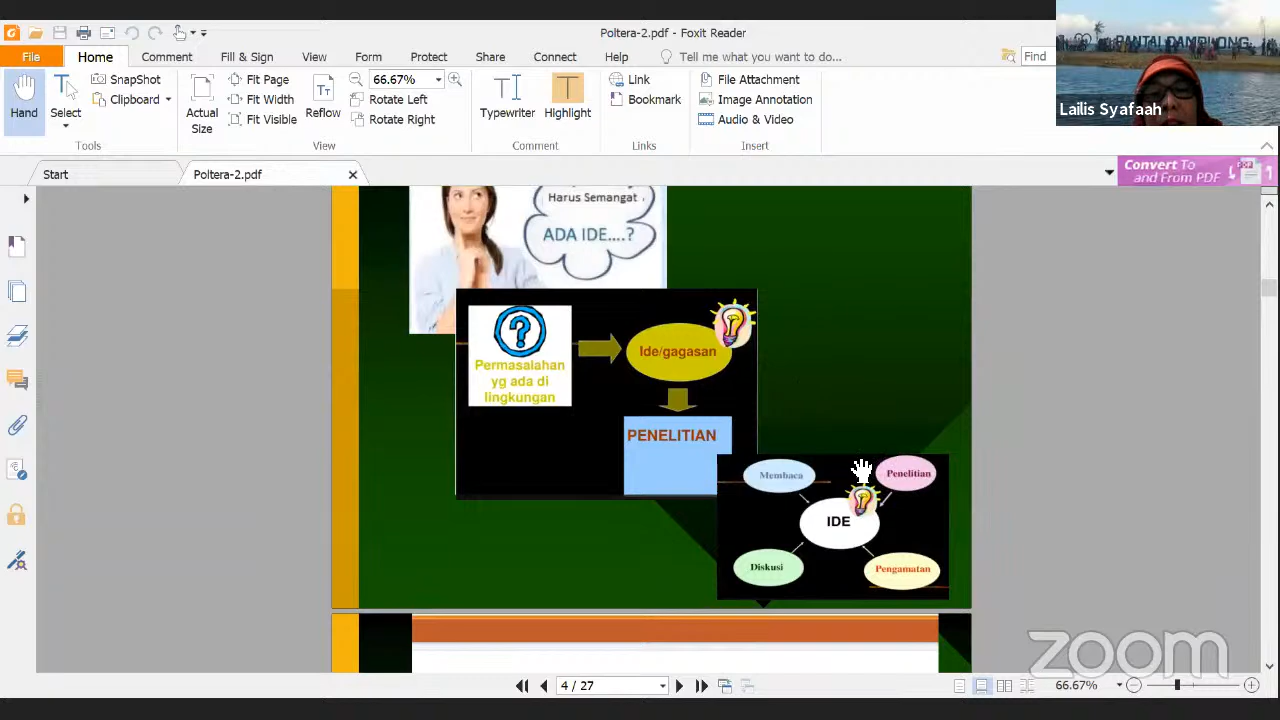 Poltera-2.pdf - Foxit Reader
File
Home
Comment
Fill & Sign
View
Form
Protect
Share
Connect
Help
Tell me what you want to do...
Find
PANTAI CAMPLONG
Lailis Syafaah
Hand
Select
SnapShot
Clipboard
Tools
Actual
Size
Fit Page
Fit Width
Fit Visible
Reflow
66.67%
Rotate Left
Rotate Right
View
Typewriter
Highlight
Comment
Link
Bookmark
Links
File Attachment
Image Annotation
Audio & Video
Insert
Start
Poltera-2.pdf
Convert To
and From PDF
Harus Semangat .
ADA IDE....?
?
Permasalahan
yg ada di
lingkungan
Ide/gagasan
PENELITIAN
Membaca
Penelitian
IDE
Diskusi
Pengamatan
zoom
4 / 27
66.67%